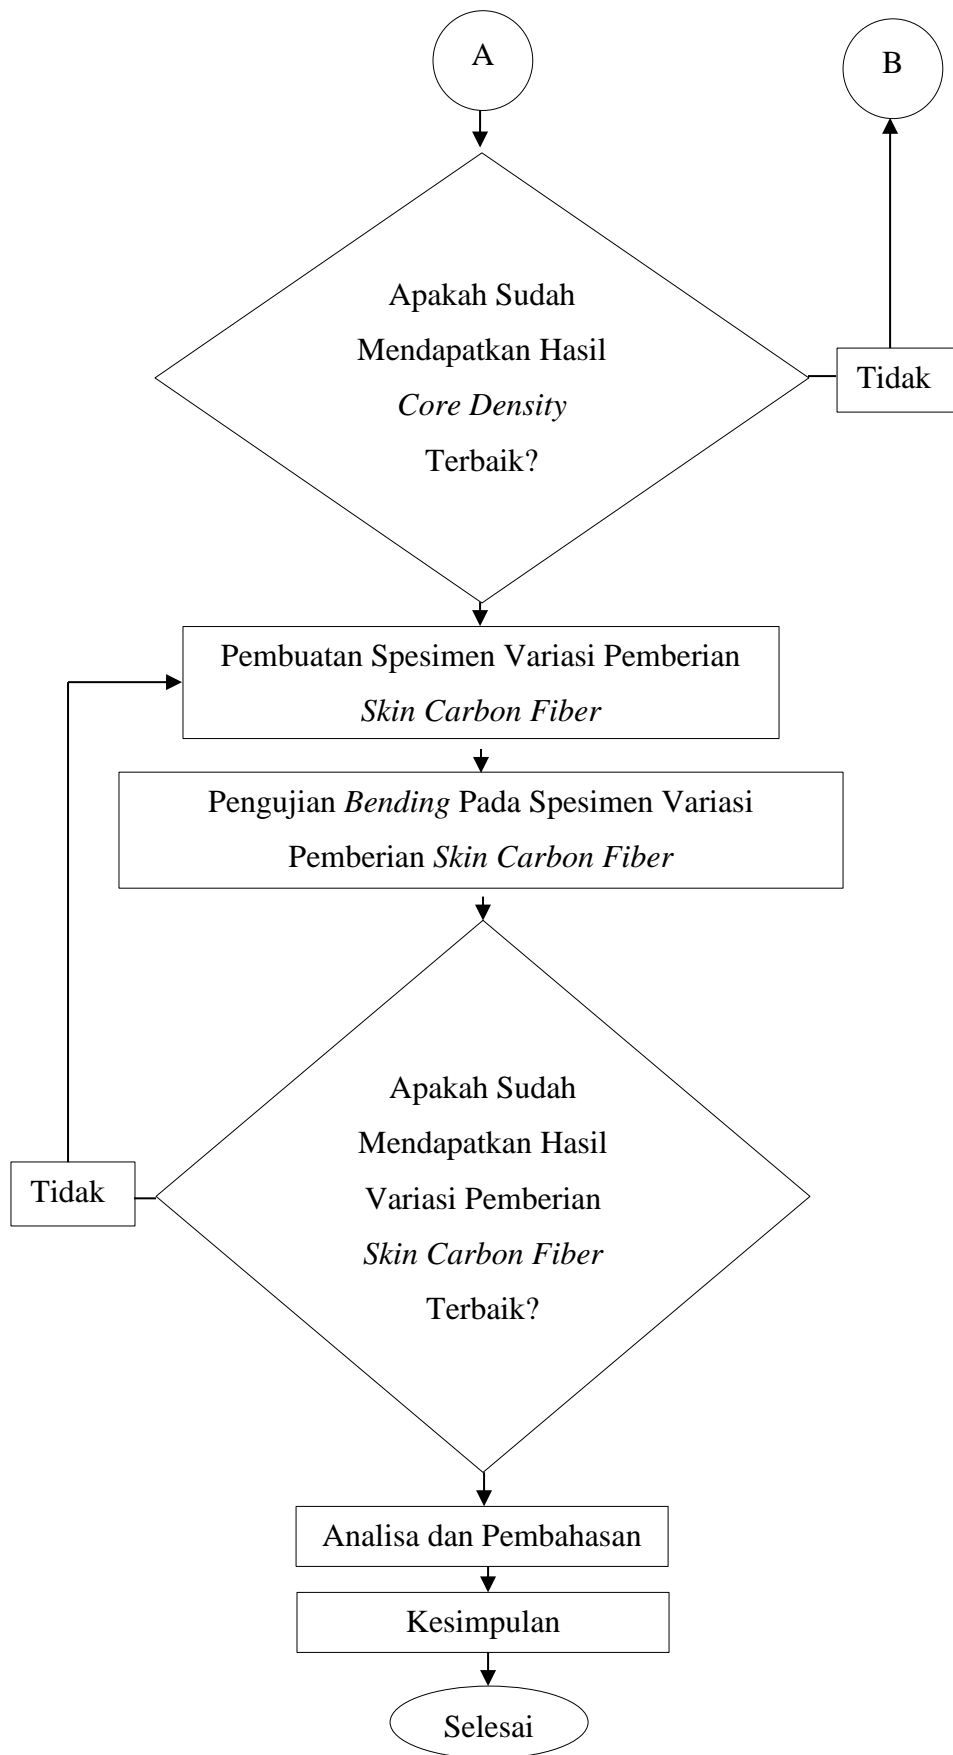 A
B
Apakah Sudah
Mendapatkan Hasil
Core Density
Terbaik?
Tidak
Pembuatan Spesimen Variasi Pemberian
Skin Carbon Fiber
Pengujian Bending Pada Spesimen Variasi
Pemberian Skin Carbon Fiber
Apakah Sudah
Mendapatkan Hasil
Variasi Pemberian
Skin Carbon Fiber
Terbaik?
Tidak
Analisa dan Pembahasan
Kesimpulan
Selesai